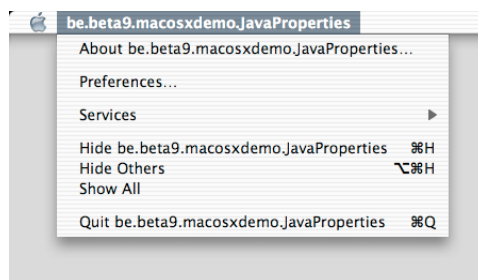 be.beta9.macosxdemo.JavaProperties
About be.beta9.macosxdemo.JavaProperties...
Preferences...
Services
Hide be.beta9.macosxdemo.JavaProperties ⌘H
Hide Others ⌥⌘H
Show All
Quit be.beta9.macosxdemo.JavaProperties ⌘Q